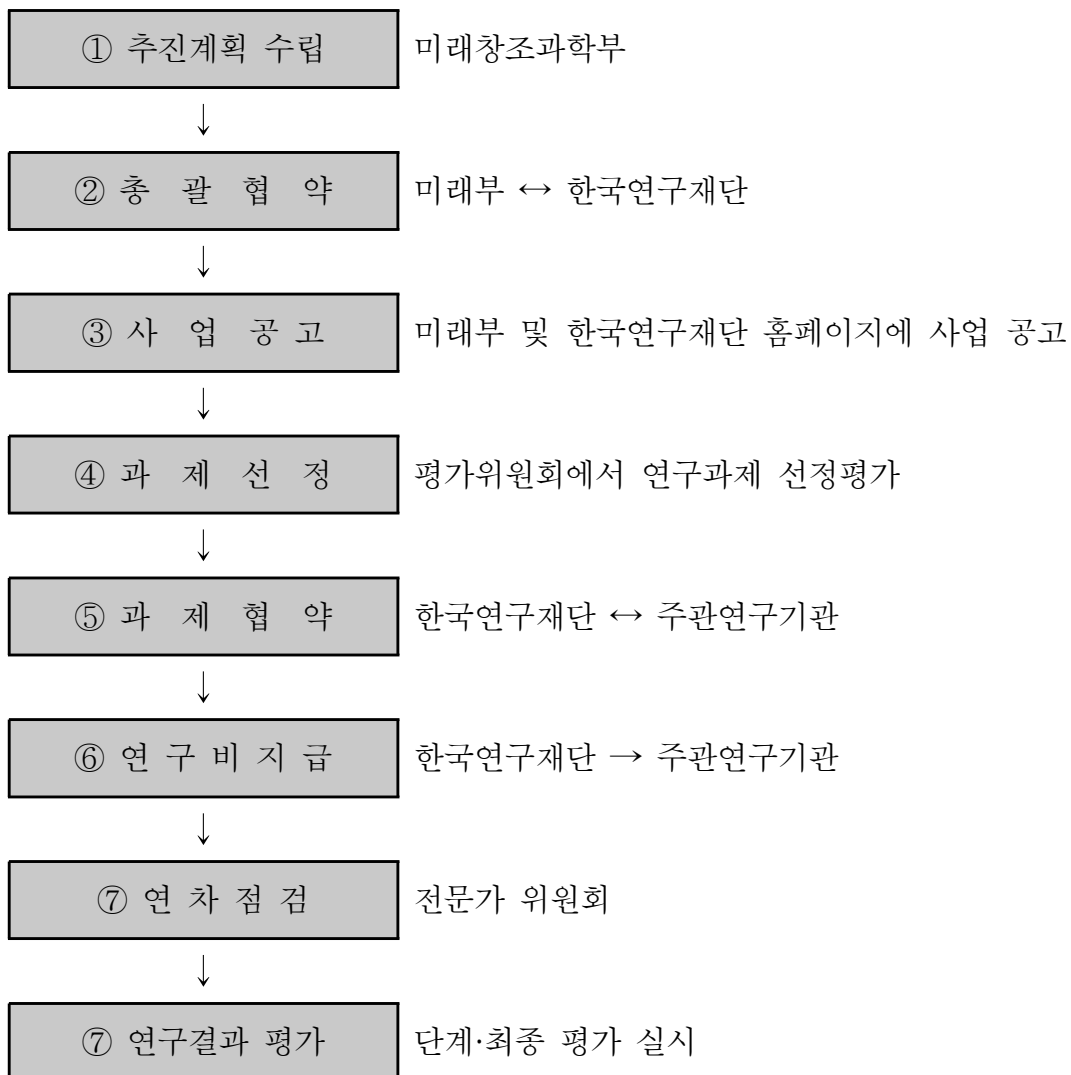 ① 추진계획 수립 미래창조과학부
↓
② 총 괄 협 약 미래부 ↔ 한국연구재단
↓
③ 사 업 공 고 미래부 및 한국연구재단 홈페이지에 사업 공고
↓
④ 과 제 선 정 평가위원회에서 연구과제 선정평가
↓
⑤ 과 제 협 약 한국연구재단 ↔ 주관연구기관
↓
⑥ 연 구 비 지 급 한국연구재단 → 주관연구기관
↓
⑦ 연 차 점 검 전문가 위원회
↓
⑦ 연구결과 평가 단계·최종 평가 실시